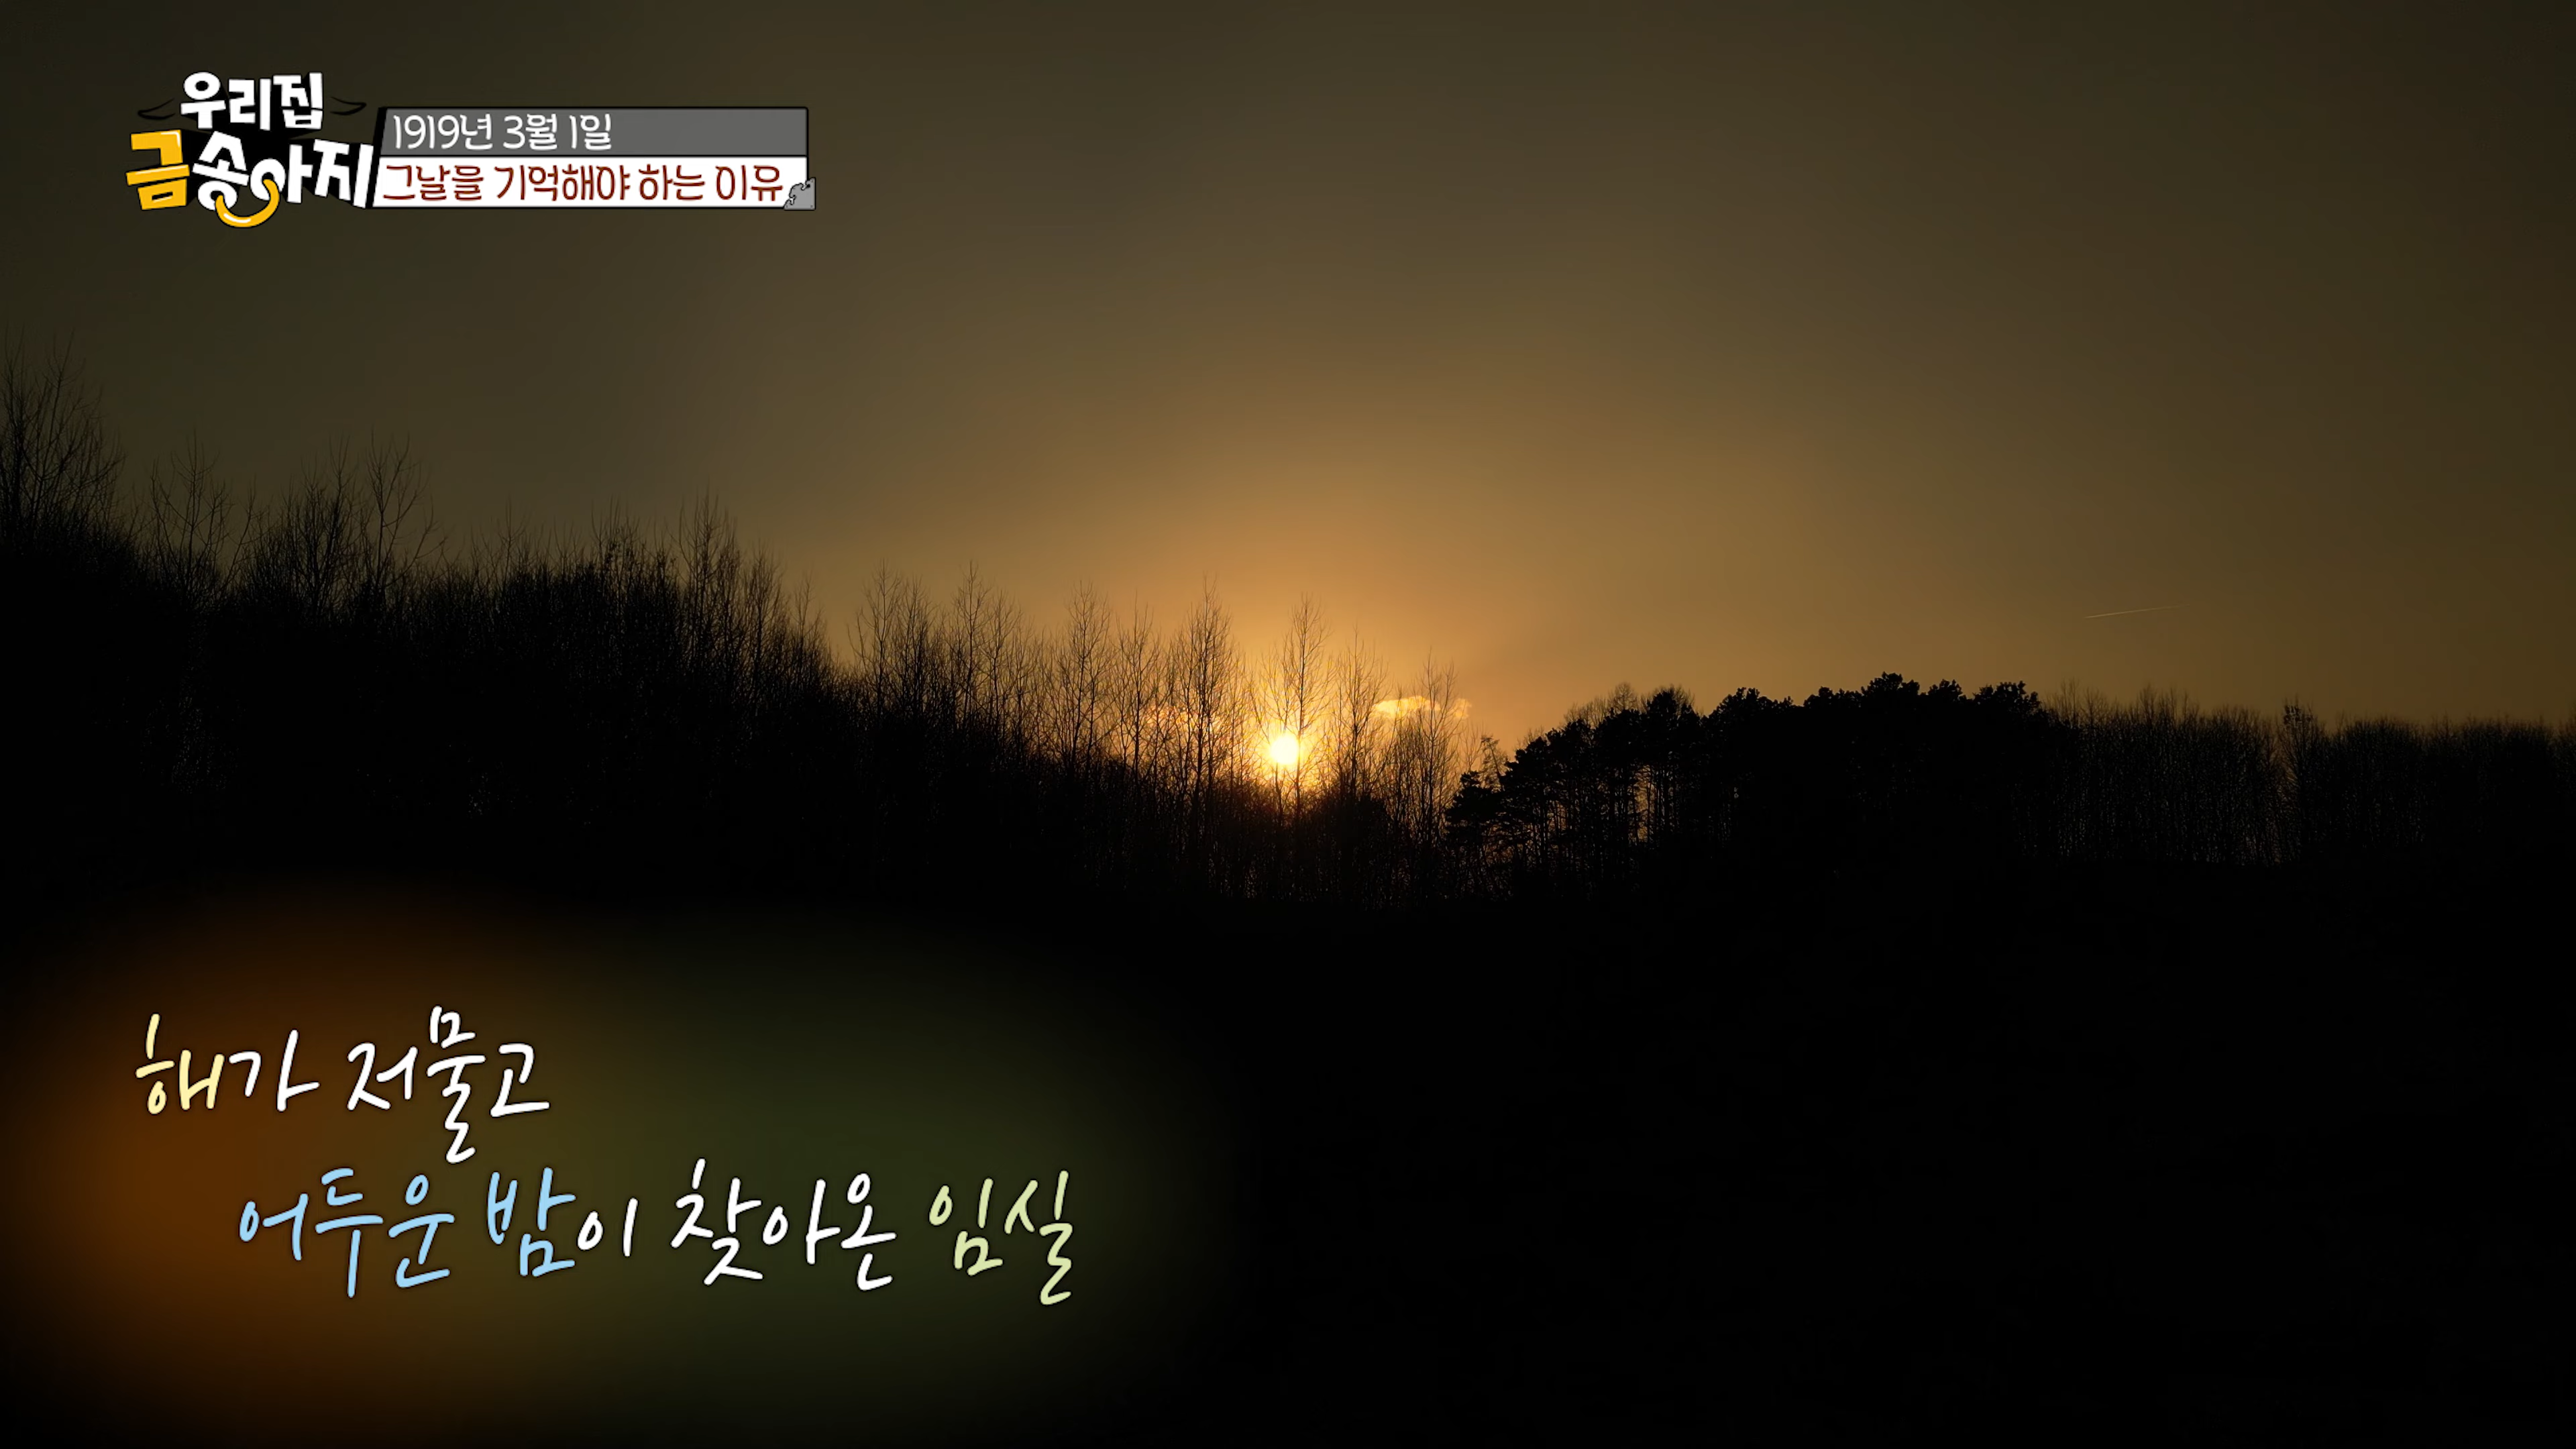 우리집
금송아지
1919년 3월 1일
그날을 기억해야 하는 이유
해가 저물고
어두운 밤이 찾아온 임실